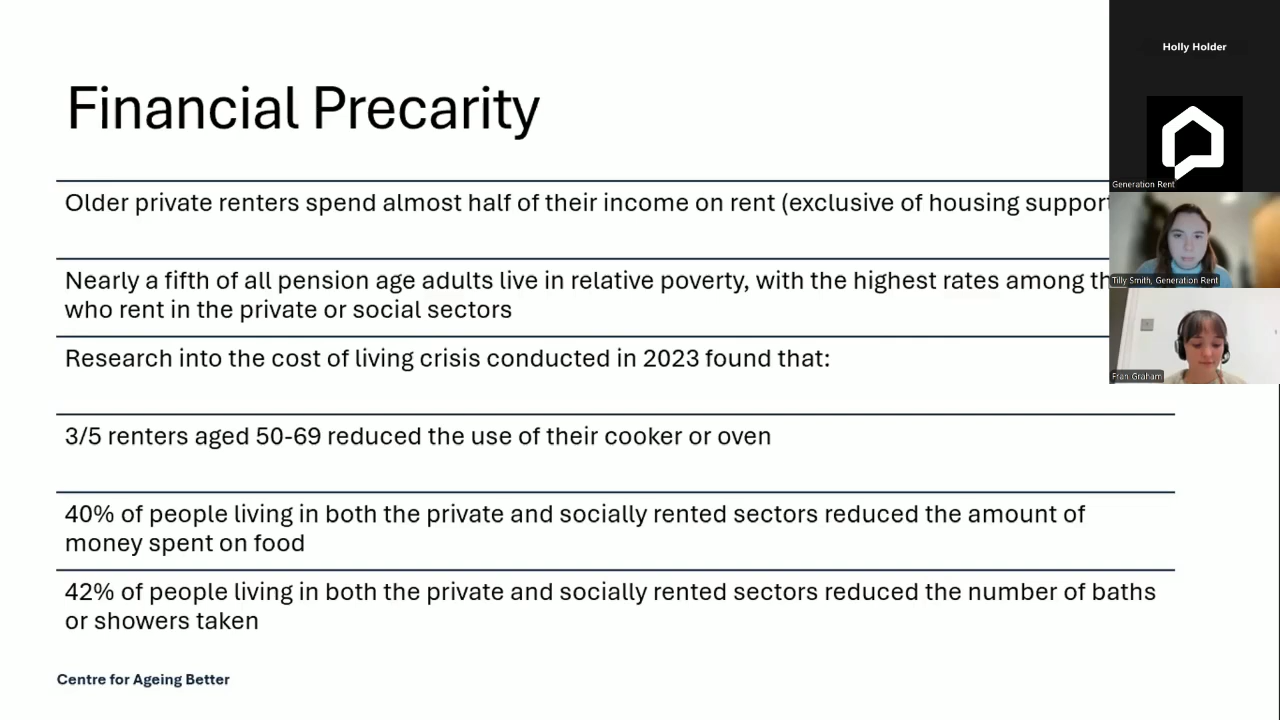 Financial Precarity
Older private renters spend almost half of their income on rent (exclusive of housing support
Nearly a fifth of all pension age adults live in relative poverty, with the highest rates among
who rent in the private or social sectors
Research into the cost of living crisis conducted in 2023 found that:
3/5 renters aged 50-69 reduced the use of their cooker or oven
40% of people living in both the private and socially rented sectors reduced the amount of
money spent on food
42% of people living in both the private and socially rented sectors reduced the number of baths
or showers taken
Centre for Ageing Better
Holly Holder
Generation Rent
Tilly Smith, Generation Rent
Fran Graham